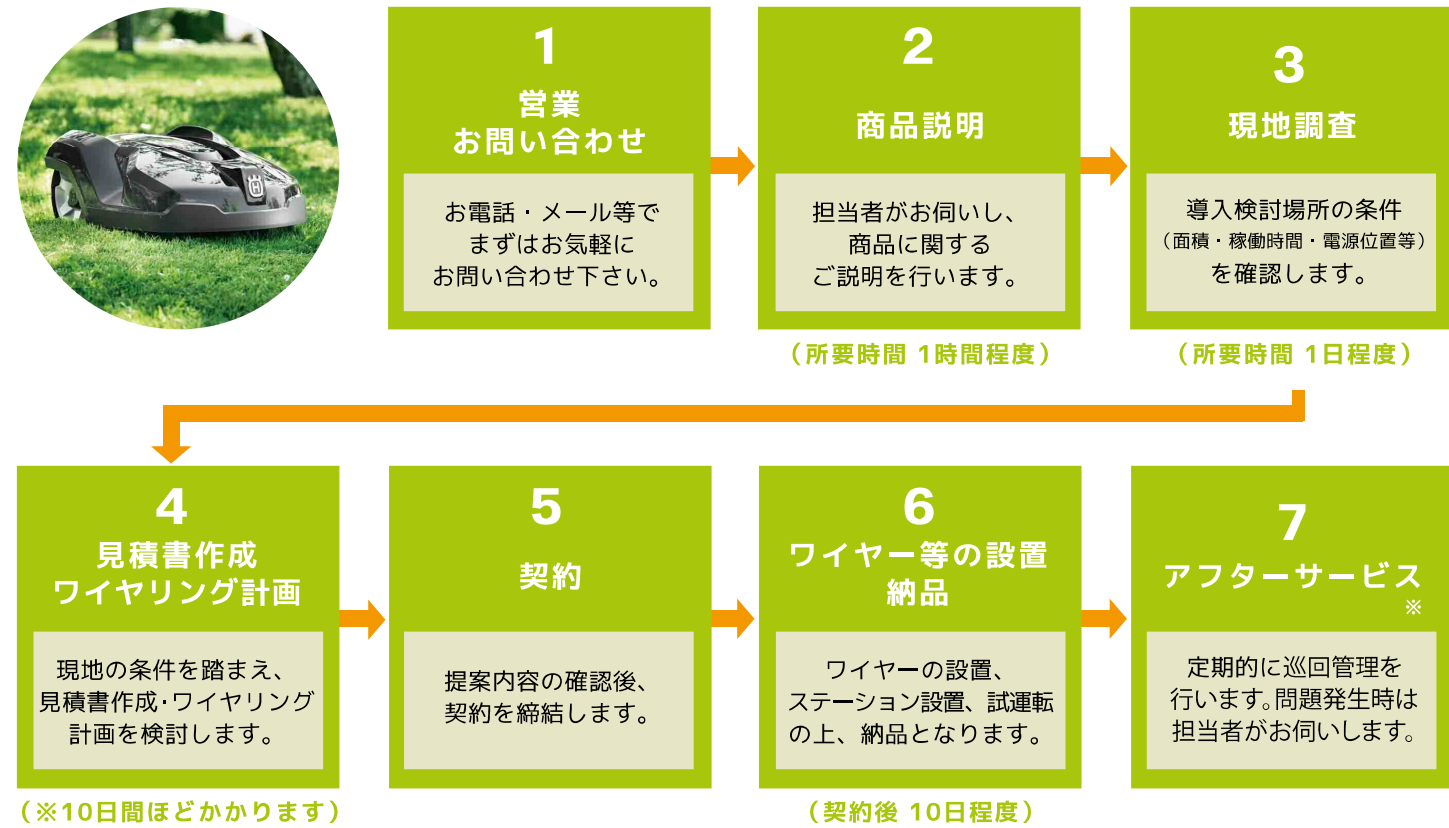 1
営業
お問い合わせ
お電話・メール等で
まずはお気軽に
お問い合わせ下さい。
2
商品説明
担当者がお伺いし、
商品に関する
ご説明を行います。
（所要時間 1時間程度）
3
現地調査
導入検討場所の条件
（面積・稼働時間・電源位置等）
を確認します。
（所要時間 1日程度）
4
見積書作成
ワイヤリング計画
現地の条件を踏まえ、
見積書作成・ワイヤリング
計画を検討します。
（※10日間ほどかかります）
5
契約
提案内容の確認後、
契約を締結します。
6
ワイヤー等の設置
納品
ワイヤーの設置、
ステーション設置、試運転
の上、納品となります。
（契約後 10日程度）
7
アフターサービス
※
定期的に巡回管理を
行います。問題発生時は
担当者がお伺いします。